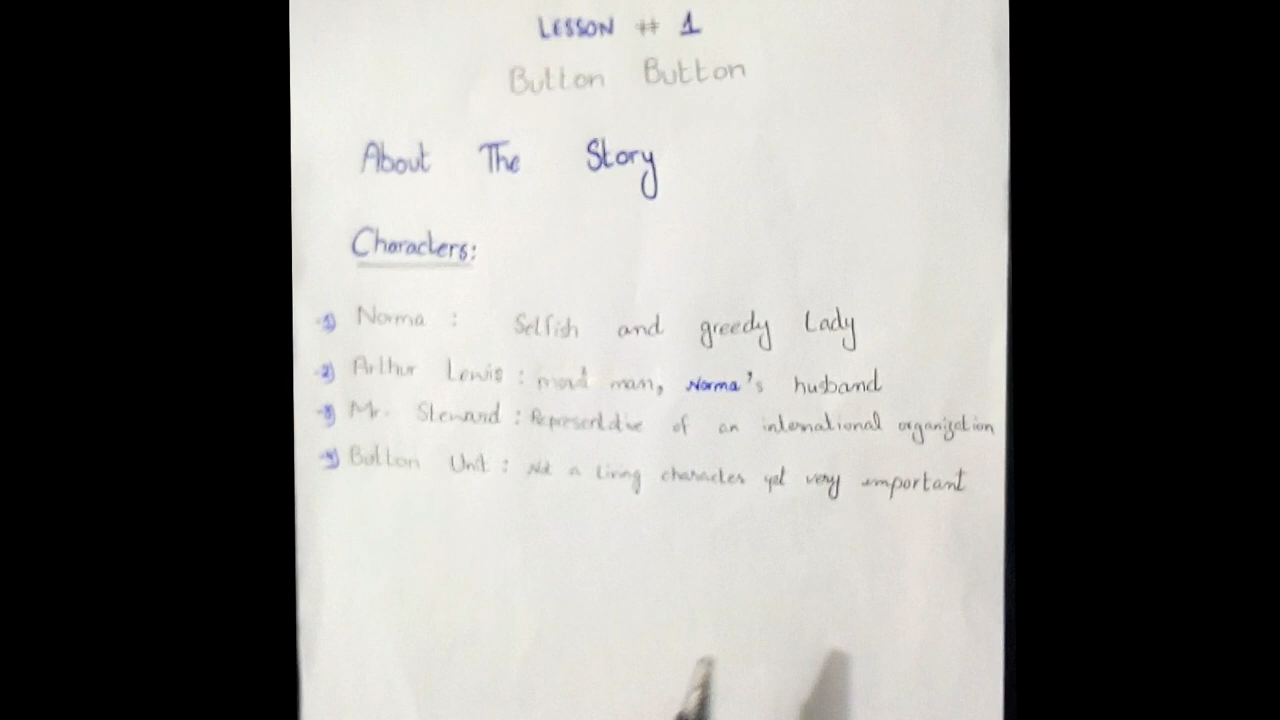 LESSON # 1
Button Button
About The Story
Characters:
1) Norma : Selfish and greedy Lady
2) Arthur Lewis : moral man, Norma's husband
3) Mr. Steward : Representative of an international organization
4) Button Unit : Not a living character yet very important